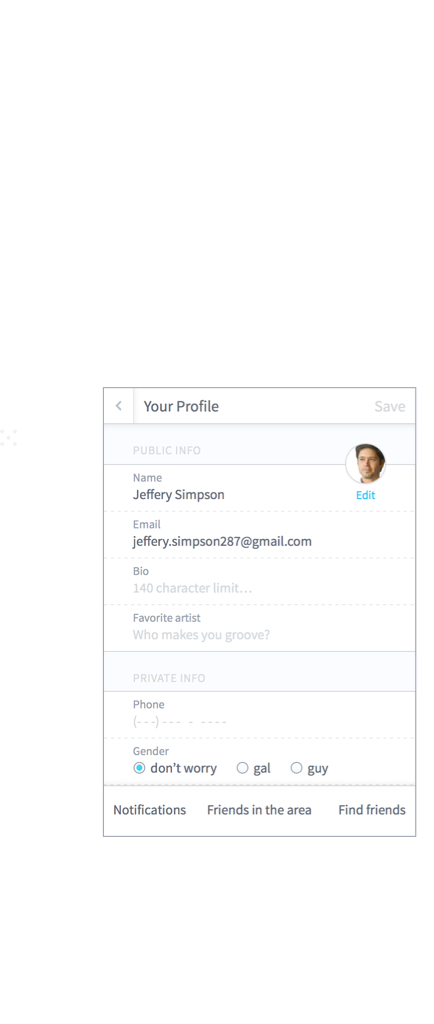 Your Profile Save
PUBLIC INFO
Name
Jeffery Simpson
Edit
Email
jeffery.simpson287@gmail.com
Bio
140 character limit...
Favorite artist
Who makes you groove?
PRIVATE INFO
Phone
(---) --- - ----
Gender
don't worry gal guy
Notifications Friends in the area Find friends